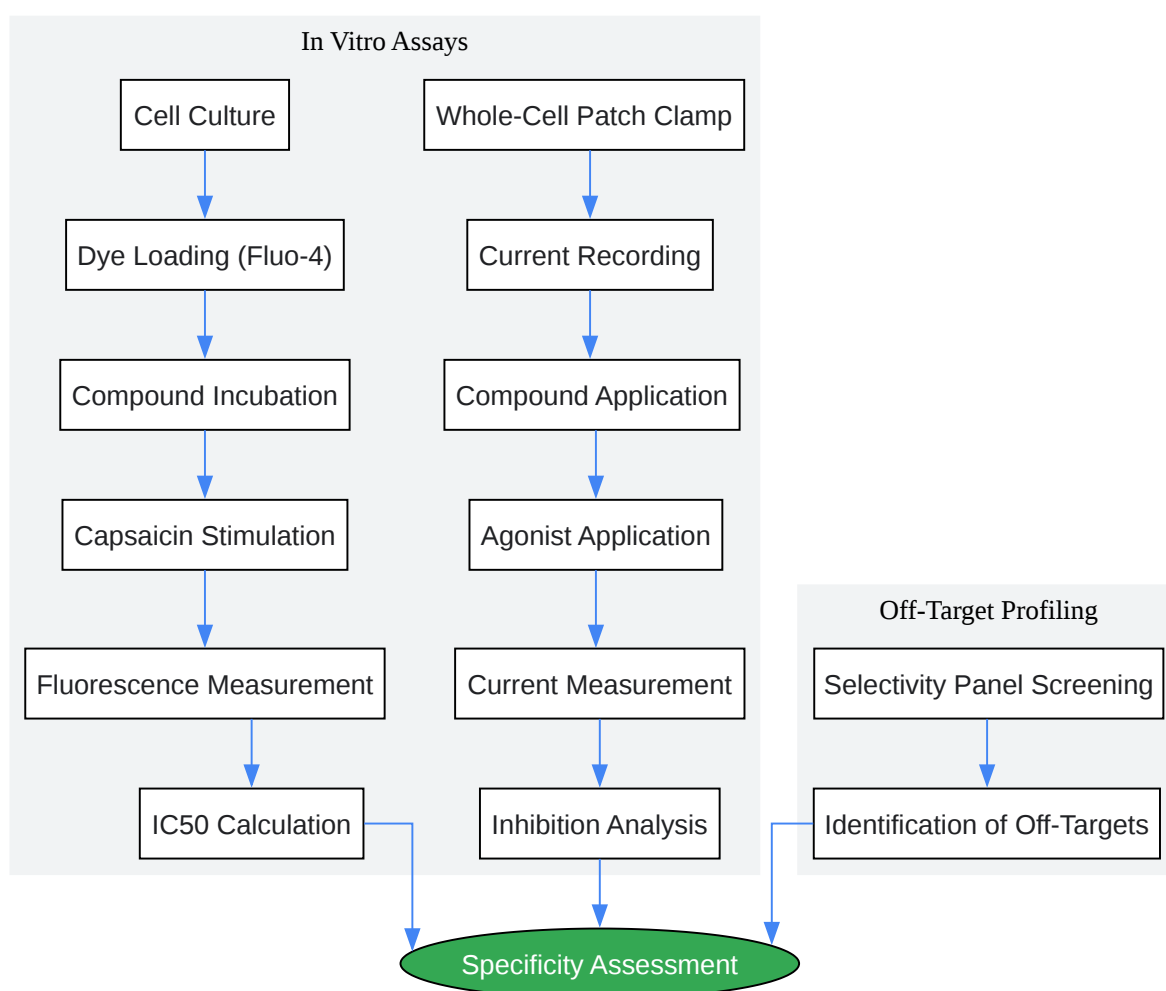 In Vitro Assays
Cell Culture
Dye Loading (Fluo-4)
Compound Incubation
Capsaicin Stimulation
Fluorescence Measurement
IC50 Calculation
Whole-Cell Patch Clamp
Current Recording
Compound Application
Agonist Application
Current Measurement
Inhibition Analysis
Off-Target Profiling
Selectivity Panel Screening
Identification of Off-Targets
Specificity Assessment